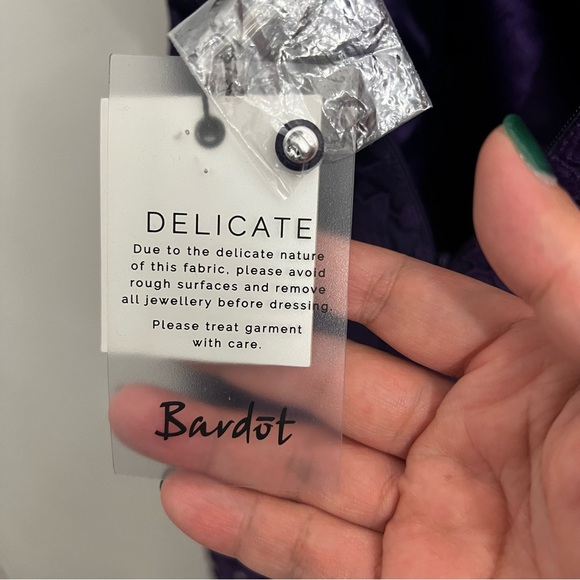 DELICATE
Due to the delicate nature
of this fabric, please avoid
rough surfaces and remove
all jewellery before dressing.
Please treat garment
with care.
Bardōt